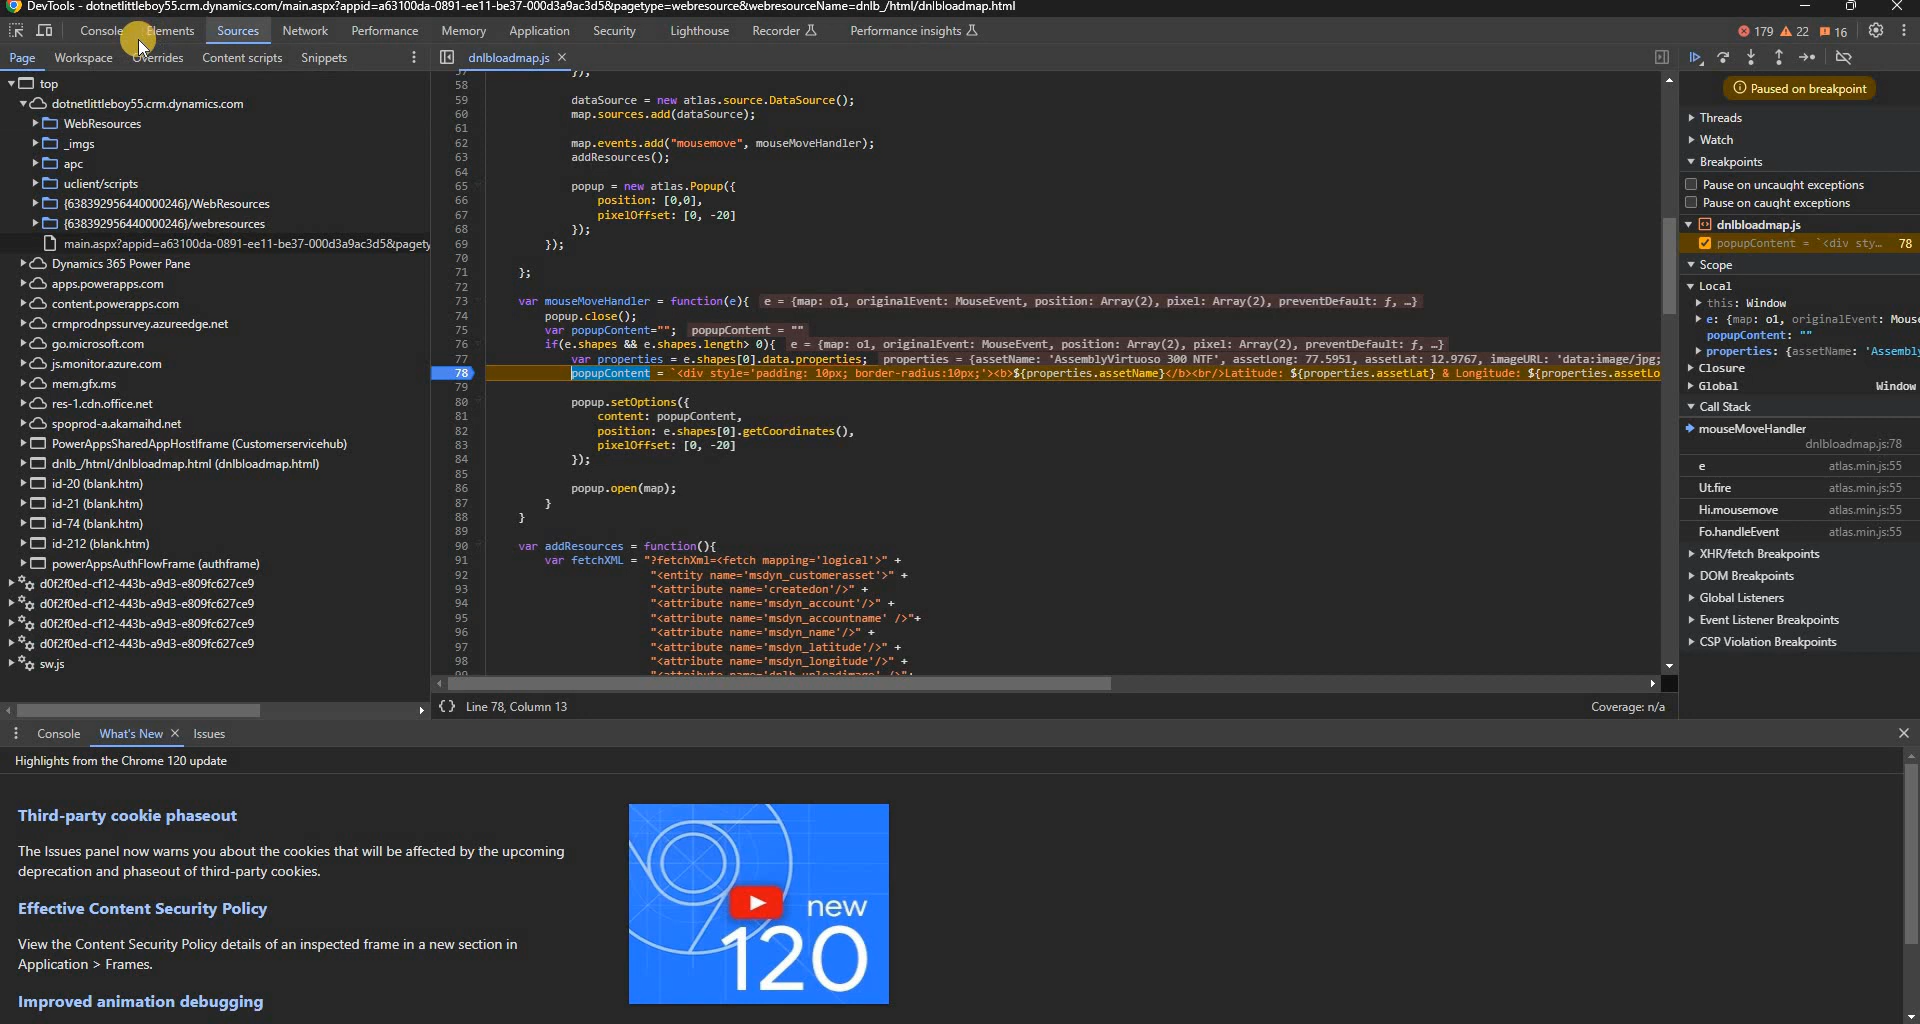 DevTools - dotnetlittleboy55.crm.dynamics.com/main.aspx?appid=a63100da-0891-ee11-be37-000d3a9ac3d5&pagetype=webresource&webresourceName=dnlb_/html/dnlbloadmap.html
Console Elements Sources Network Performance Memory Application Security Lighthouse Recorder Performance insights 179 22 16
Page Workspace Overrides Content scripts Snippets
dnlbloadmap.js
top
dotnetlittleboy55.crm.dynamics.com
WebResources
_imgs
apc
uclient/scripts
{638392956440000246}/WebResources
{638392956440000246}/webresources
main.aspx?appid=a63100da-0891-ee11-be37-000d3a9ac3d5&pagety
Dynamics 365 Power Pane
apps.powerapps.com
content.powerapps.com
crmprodnpssurvey.azureedge.net
go.microsoft.com
js.monitor.azure.com
mem.gfx.ms
res-1.cdn.office.net
spoprod-a.akamaihd.net
PowerAppsSharedAppHostIframe (Customerservicehub)
dnlb_/html/dnlbloadmap.html (dnlbloadmap.html)
id-20 (blank.htm)
id-21 (blank.htm)
id-74 (blank.htm)
id-212 (blank.htm)
powerAppsAuthFlowFrame (authframe)
d0f2f0ed-cf12-443b-a9d3-e809fc627ce9
d0f2f0ed-cf12-443b-a9d3-e809fc627ce9
d0f2f0ed-cf12-443b-a9d3-e809fc627ce9
d0f2f0ed-cf12-443b-a9d3-e809fc627ce9
sw.js
57 });
58
59 dataSource = new atlas.source.DataSource();
60 map.sources.add(dataSource);
61
62 map.events.add("mousemove", mouseMoveHandler);
63 addResources();
64
65 popup = new atlas.Popup({
66 position: [0,0],
67 pixelOffset: [0, -20]
68 });
69 });
70
71 };
72
73 var mouseMoveHandler = function(e){ e = {map: o1, originalEvent: MouseEvent, position: Array(2), pixel: Array(2), preventDefault: ƒ, …}
74 popup.close();
75 var popupContent=""; popupContent = ""
76 if(e.shapes && e.shapes.length> 0){ e = {map: o1, originalEvent: MouseEvent, position: Array(2), pixel: Array(2), preventDefault: ƒ, …}
77 var properties = e.shapes[0].data.properties; properties = {assetName: 'AssemblyVirtuoso 300 NTF', assetLong: 77.5951, assetLat: 12.9767, imageURL: 'data:image/jpg;
78 popupContent = `<div style='padding: 10px; border-radius:10px;'><b>${properties.assetName}</b><br/>Latitude: ${properties.assetLat} & Longitude: ${properties.assetLo
79
80 popup.setOptions({
81 content: popupContent,
82 position: e.shapes[0].getCoordinates(),
83 pixelOffset: [0, -20]
84 });
85
86 popup.open(map);
87 }
88 }
89
90 var addResources = function(){
91 var fetchXML = "?fetchXml=<fetch mapping='logical'>" +
92 "<entity name='msdyn_customerasset'>" +
93 "<attribute name='createdon'/>" +
94 "<attribute name='msdyn_account'/>" +
95 "<attribute name='msdyn_accountname' />"+
96 "<attribute name='msdyn_name'/>" +
97 "<attribute name='msdyn_latitude'/>" +
98 "<attribute name='msdyn_longitude'/>" +
{} Line 78, Column 13 Coverage: n/a
Paused on breakpoint
Threads
Watch
Breakpoints
Pause on uncaught exceptions
Pause on caught exceptions
dnlbloadmap.js
popupContent = `<div sty… 78
Scope
Local
this: Window
e: {map: o1, originalEvent: Mouse
popupContent: ""
properties: {assetName: 'Assembl
Closure
Global Window
Call Stack
mouseMoveHandler
dnlbloadmap.js:78
e atlas.min.js:55
Ut.fire atlas.min.js:55
Hi.mousemove atlas.min.js:55
Fo.handleEvent atlas.min.js:55
XHR/fetch Breakpoints
DOM Breakpoints
Global Listeners
Event Listener Breakpoints
CSP Violation Breakpoints
Console What's New Issues
Highlights from the Chrome 120 update
Third-party cookie phaseout
The Issues panel now warns you about the cookies that will be affected by the upcoming
deprecation and phaseout of third-party cookies.
Effective Content Security Policy
View the Content Security Policy details of an inspected frame in a new section in
Application > Frames.
Improved animation debugging
new
120